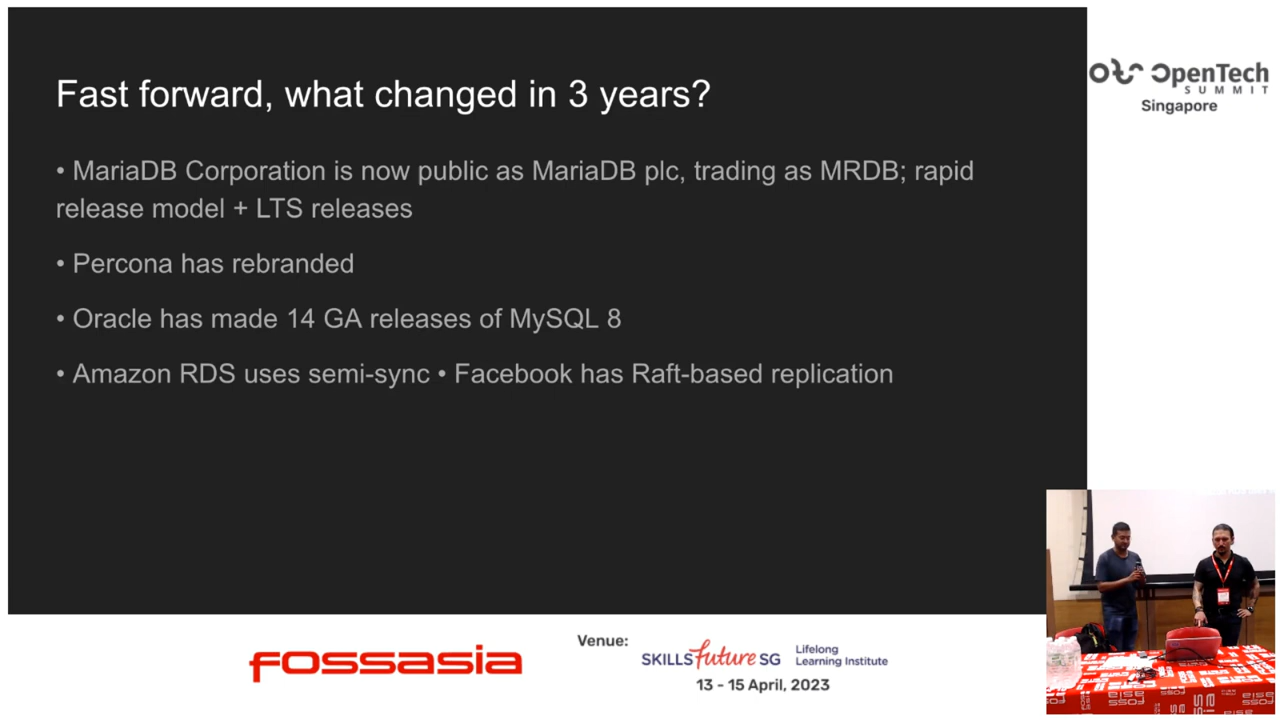 Fast forward, what changed in 3 years?
• MariaDB Corporation is now public as MariaDB plc, trading as MRDB; rapid
release model + LTS releases
• Percona has rebranded
• Oracle has made 14 GA releases of MySQL 8
• Amazon RDS uses semi-sync • Facebook has Raft-based replication
OpenTech
SUMMIT
Singapore
fossasia
Venue:
SKILLS future SG
Lifelong
Learning Institute
13 - 15 April, 2023